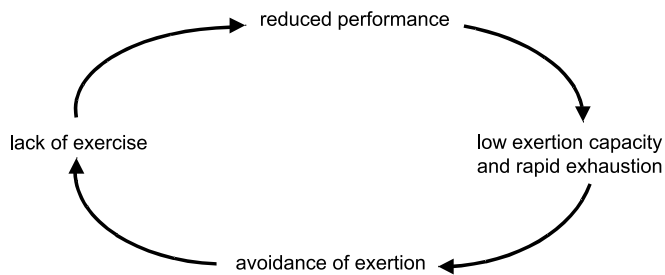 reduced performance
lack of exercise
low exertion capacity
and rapid exhaustion
avoidance of exertion